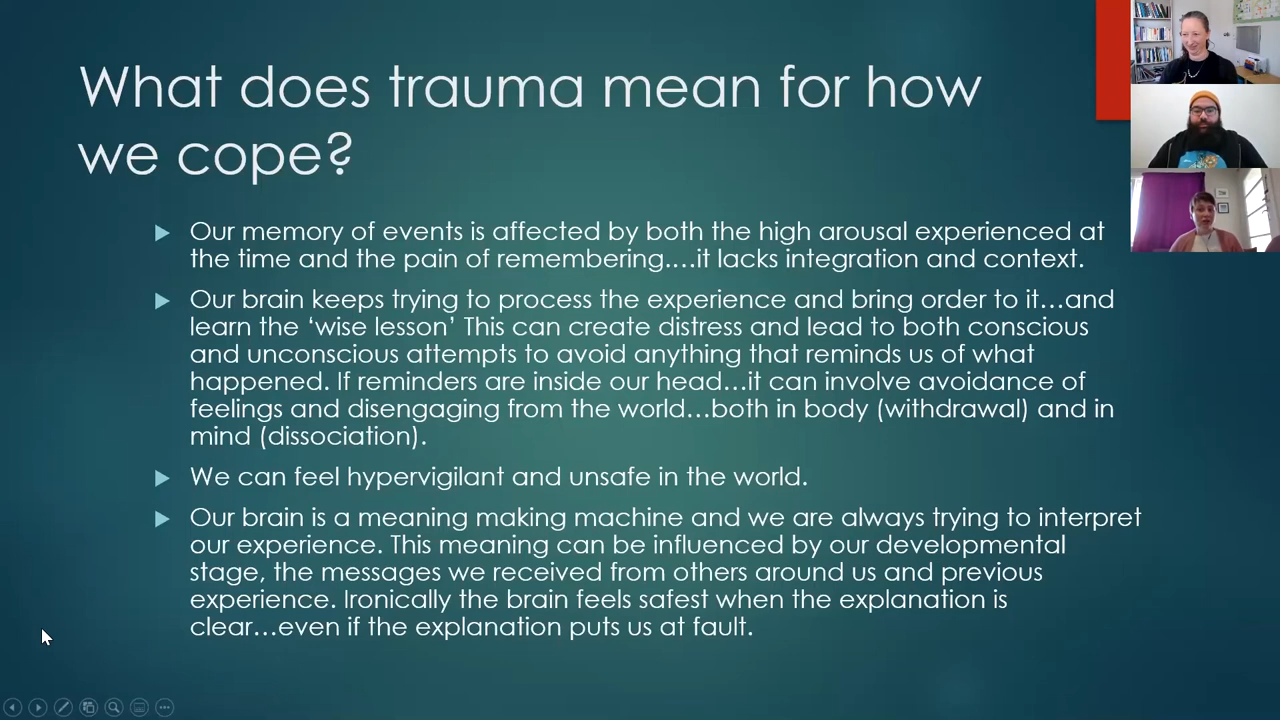 What does trauma mean for how
we cope?
Our memory of events is affected by both the high arousal experienced at
the time and the pain of remembering....it lacks integration and context.
Our brain keeps trying to process the experience and bring order to it...and
learn the ‘wise lesson’ This can create distress and lead to both conscious
and unconscious attempts to avoid anything that reminds us of what
happened. If reminders are inside our head...it can involve avoidance of
feelings and disengaging from the world...both in body (withdrawal) and in
mind (dissociation).
We can feel hypervigilant and unsafe in the world.
Our brain is a meaning making machine and we are always trying to interpret
our experience. This meaning can be influenced by our developmental
stage, the messages we received from others around us and previous
experience. Ironically the brain feels safest when the explanation is
clear...even if the explanation puts us at fault.